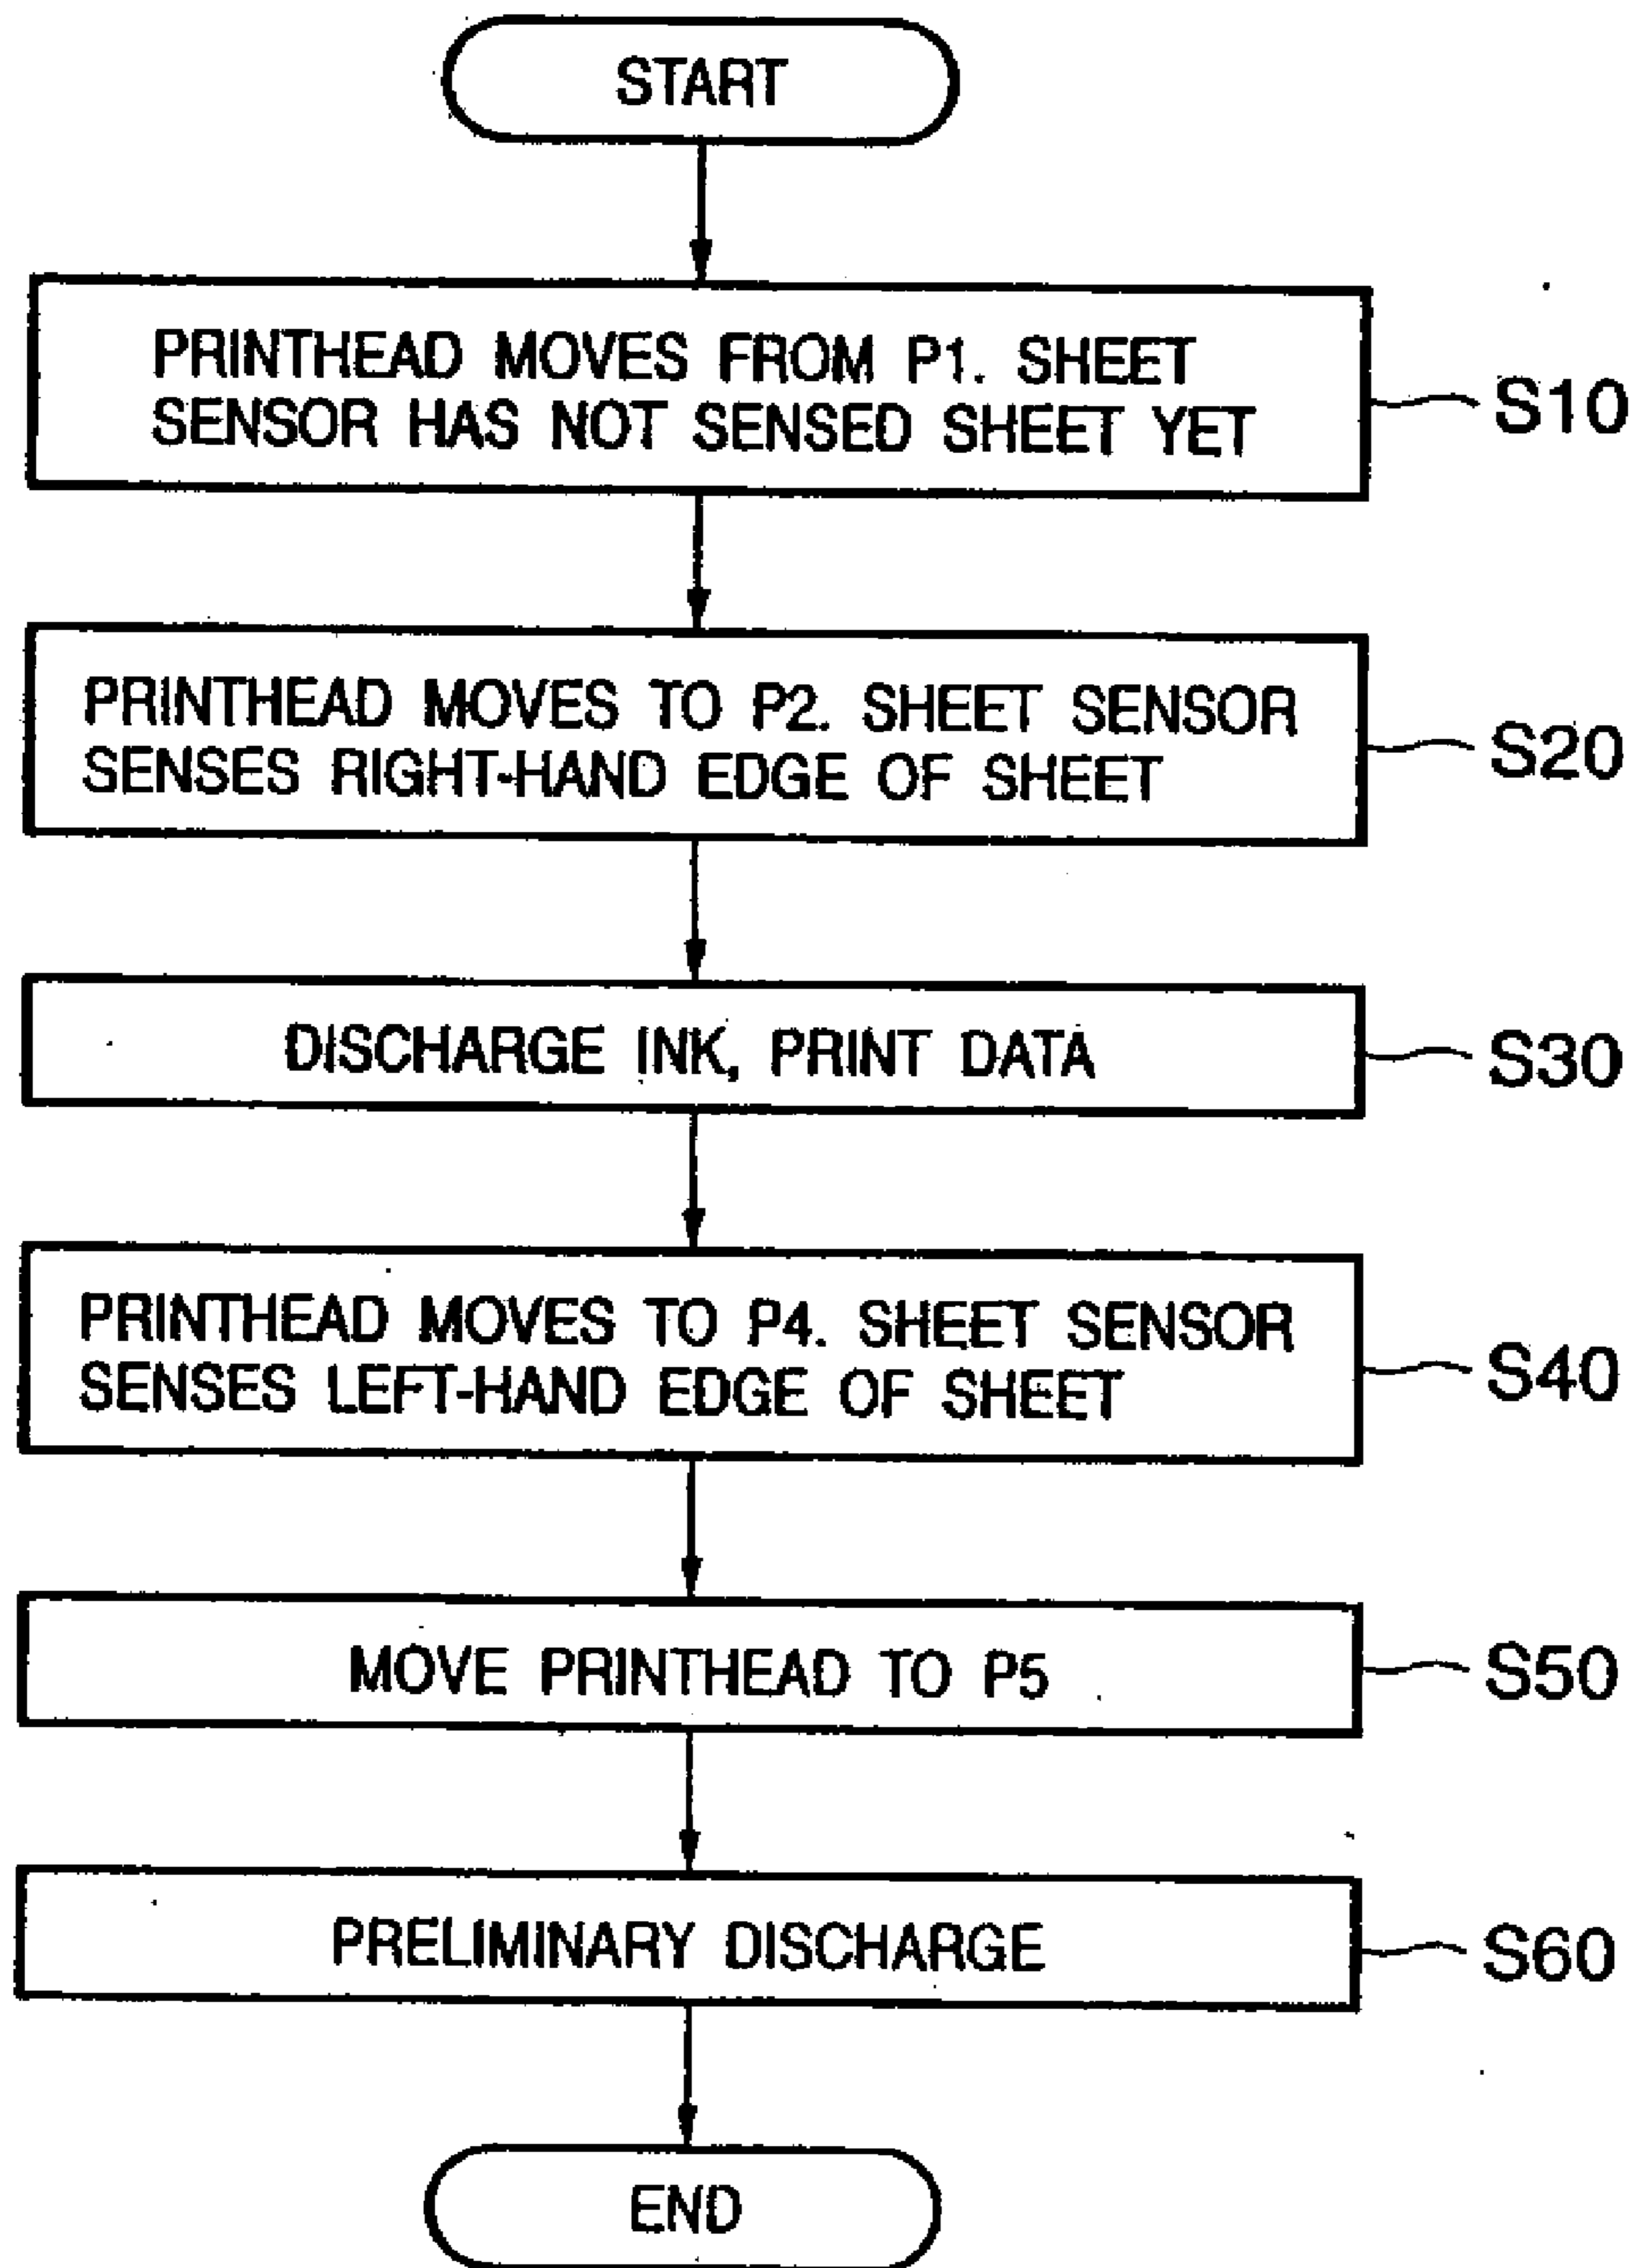 START
PRINTHEAD MOVES FROM P1. SHEET
SENSOR HAS NOT SENSED SHEET YET
S10
PRINTHEAD MOVES TO P2. SHEET SENSOR
SENSES RIGHT-HAND EDGE OF SHEET
S20
DISCHARGE INK, PRINT DATA
S30
PRINTHEAD MOVES TO P4. SHEET SENSOR
SENSES LEFT-HAND EDGE OF SHEET
S40
MOVE PRINTHEAD TO P5
S50
PRELIMINARY DISCHARGE
S60
END